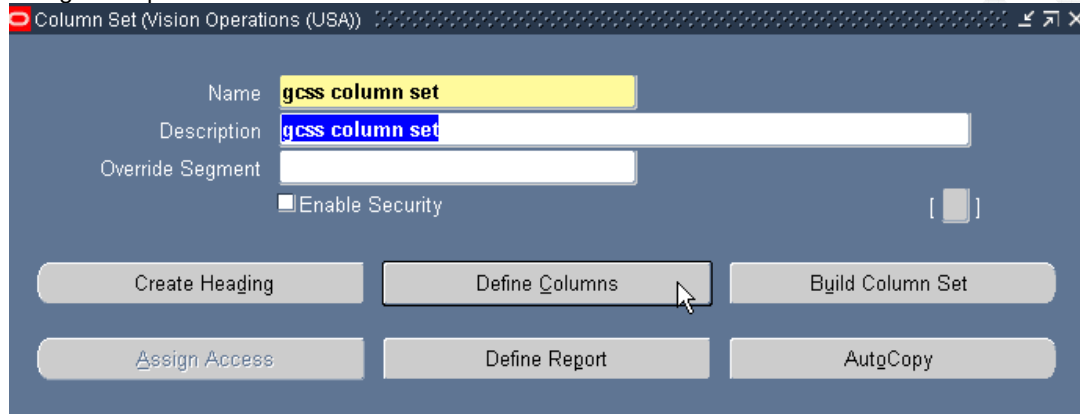 Column Set (Vision Operations (USA))
Name gcss column set
Description gcss column set
Override Segment
Enable Security [ ]
Create Heading Define Columns Build Column Set
Assign Access Define Report AutoCopy